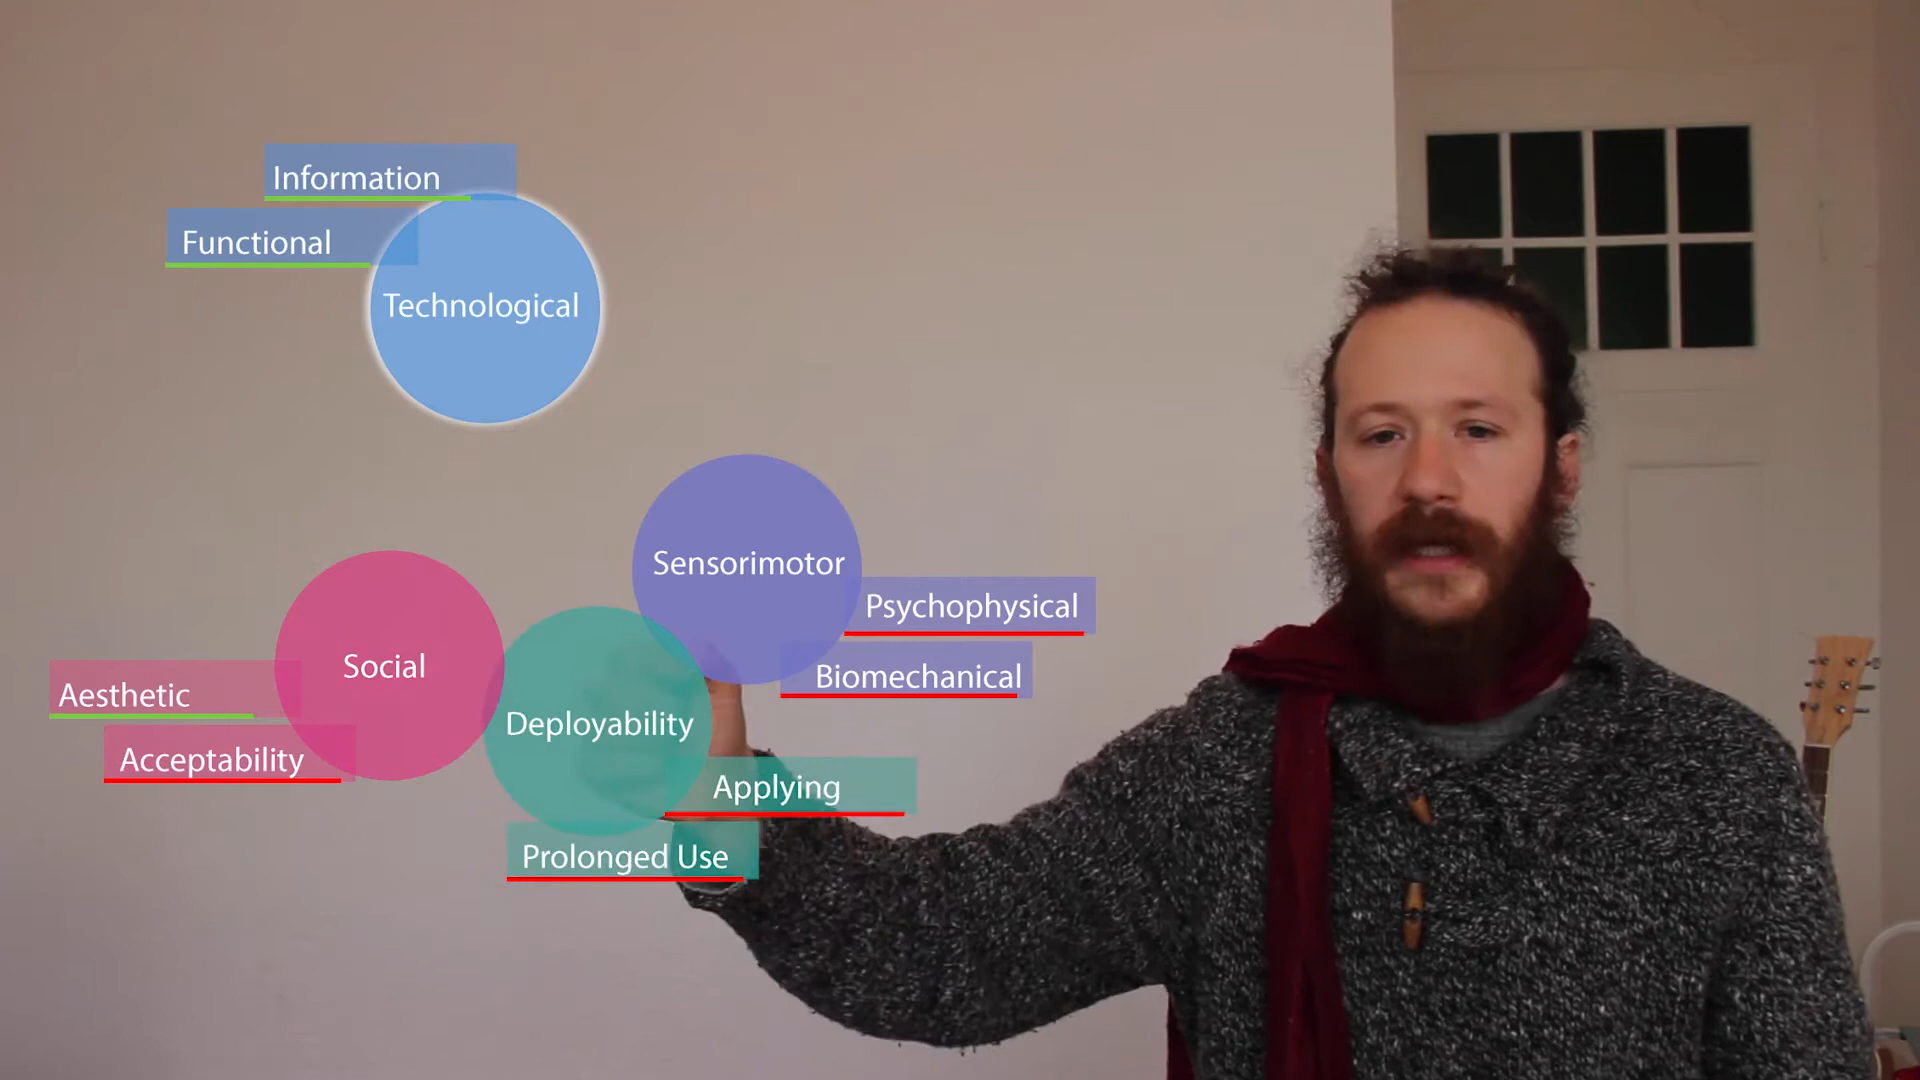 Information
Functional
Technological
Sensorimotor
Psychophysical
Biomechanical
Social
Aesthetic
Acceptability
Deployability
Applying
Prolonged Use